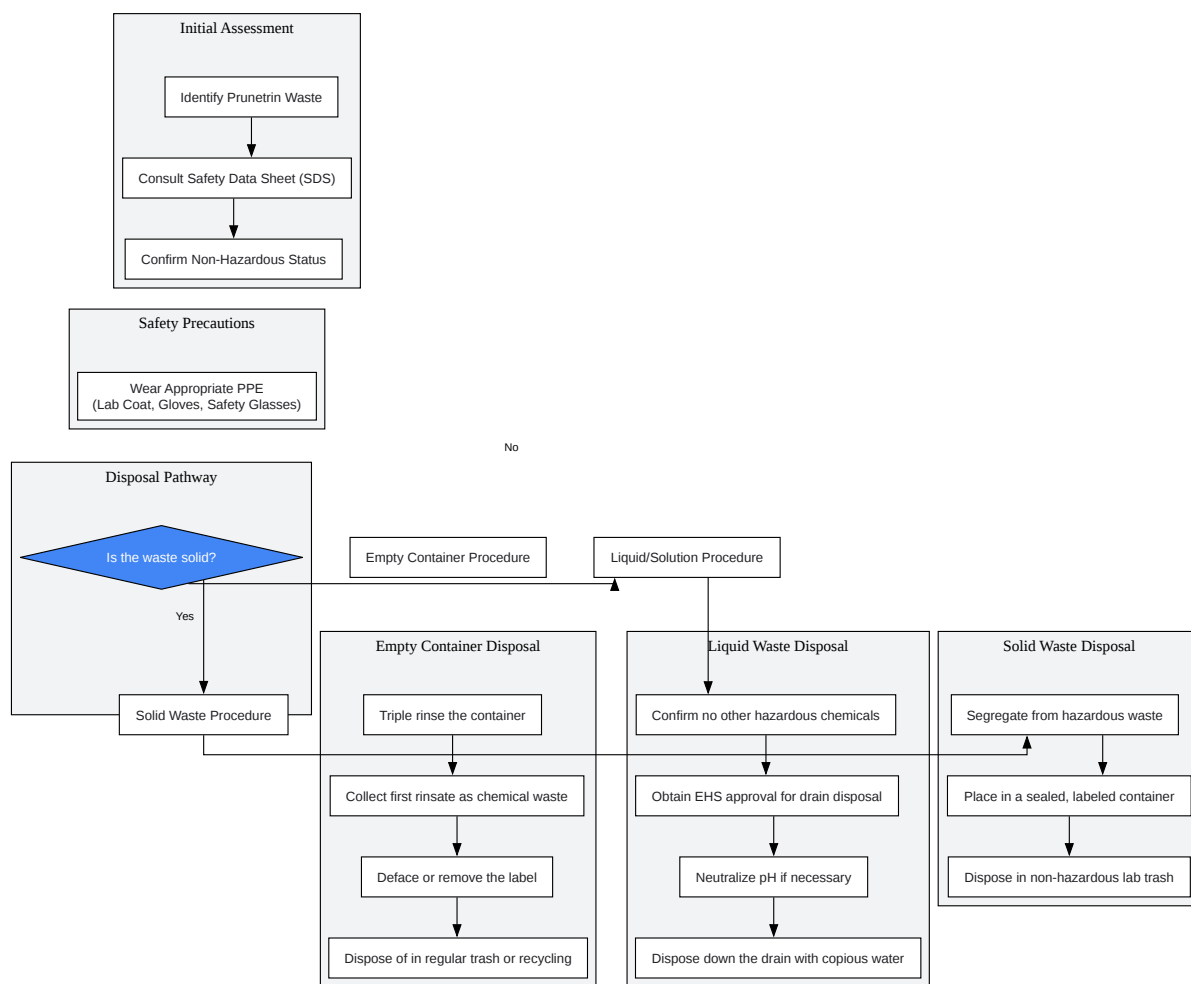 Initial Assessment
Identify Prunetrin Waste
Consult Safety Data Sheet (SDS)
Confirm Non-Hazardous Status
Safety Precautions
Wear Appropriate PPE
(Lab Coat, Gloves, Safety Glasses)
No
Disposal Pathway
Is the waste solid?
Empty Container Procedure
Liquid/Solution Procedure
Yes
Solid Waste Procedure
Empty Container Disposal
Triple rinse the container
Collect first rinsate as chemical waste
Deface or remove the label
Dispose of in regular trash or recycling
Liquid Waste Disposal
Confirm no other hazardous chemicals
Obtain EHS approval for drain disposal
Neutralize pH if necessary
Dispose down the drain with copious water
Solid Waste Disposal
Segregate from hazardous waste
Place in a sealed, labeled container
Dispose in non-hazardous lab trash